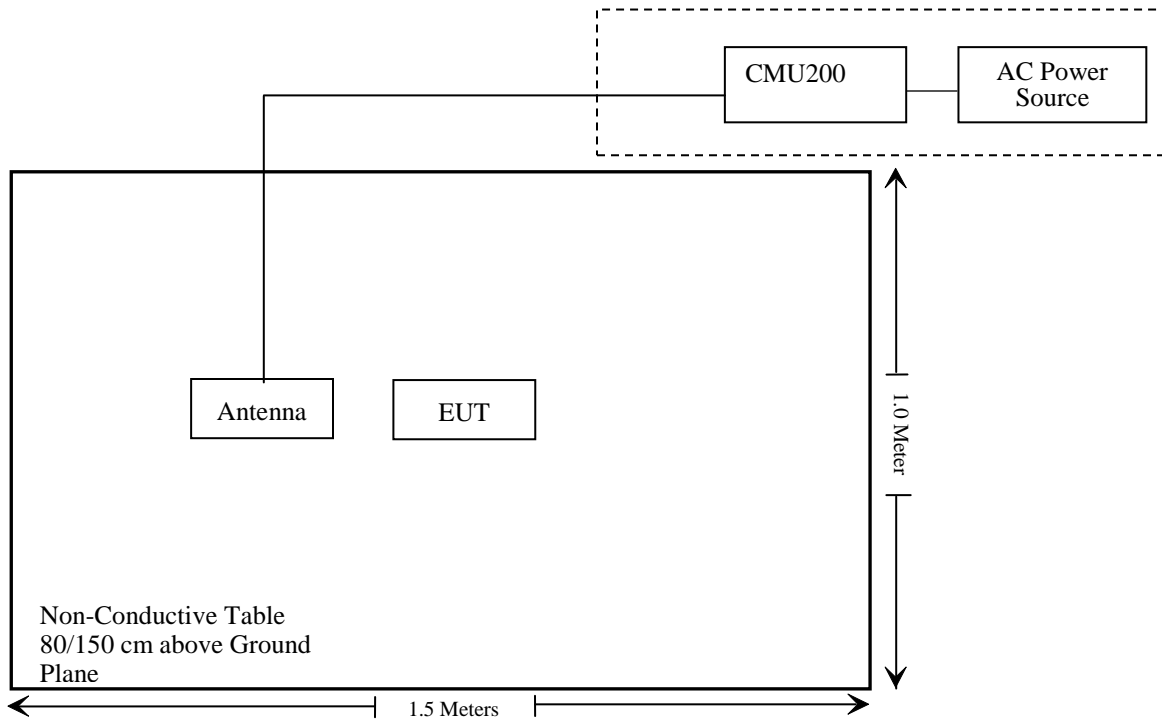 CMU200
AC Power
Source
Antenna
EUT
1.0 Meter
Non-Conductive Table
80/150 cm above Ground
Plane
1.5 Meters